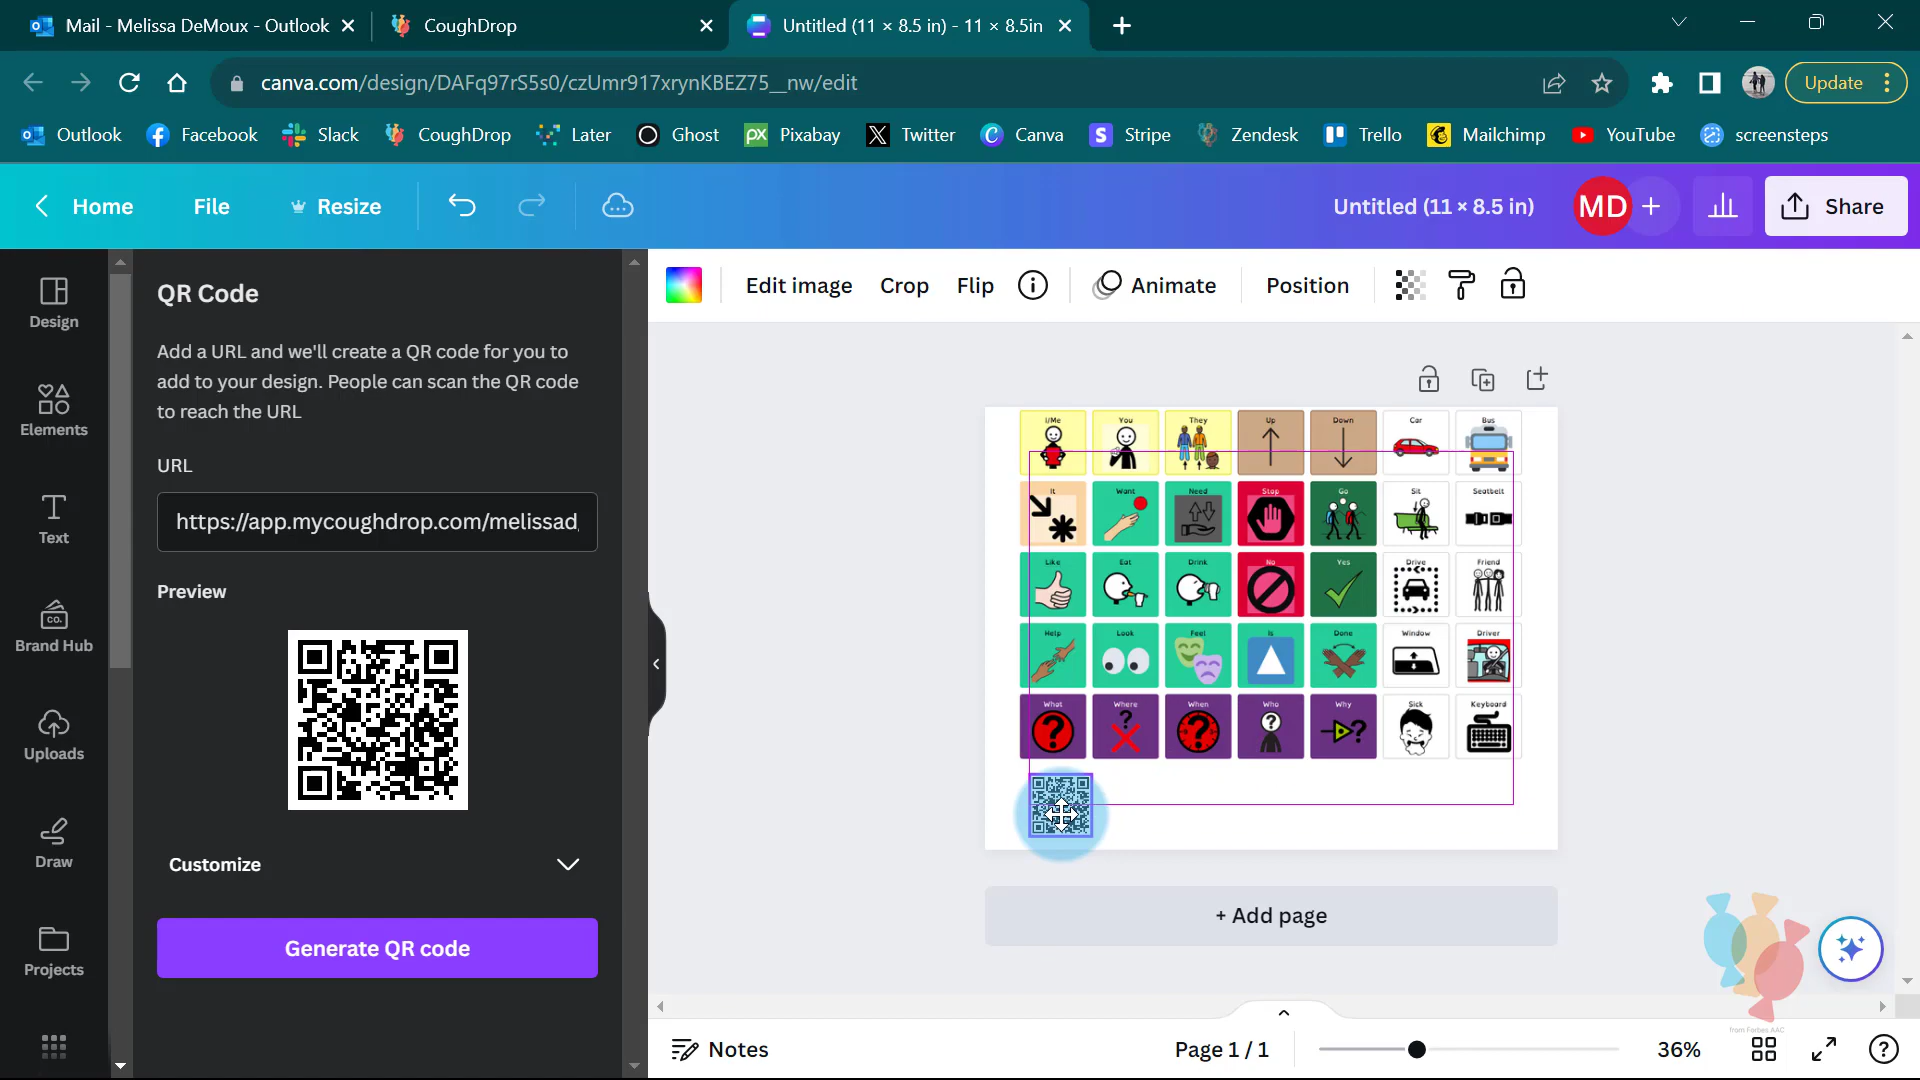 Mail - Melissa DeMoux - Outlook
CoughDrop
Untitled (11 × 8.5 in) - 11 × 8.5in
canva.com/design/DAFq97rS5s0/czUmr917xrynKBEZ75__nw/edit
Update
Outlook Facebook Slack CoughDrop Later Ghost Pixabay Twitter Canva Stripe Zendesk Trello Mailchimp YouTube screensteps
Home File Resize Untitled (11 × 8.5 in) MD + Share
Design
Elements
Text
Brand Hub
Uploads
Draw
Projects
QR Code
Add a URL and we'll create a QR code for you to
add to your design. People can scan the QR code
to reach the URL
URL
https://app.mycoughdrop.com/melissad
Preview
Customize
Generate QR code
Edit image Crop Flip Animate Position
I/Me You They Up Down Car Bus
It Want Need Stop Go Sit Seatbelt
Like Eat Drink No Yes Drive Friend
Help Look Feel Is Done Window Driver
What Where When Who Why Sick Keyboard
+ Add page
from Forbes AAC
Notes Page 1 / 1 36%